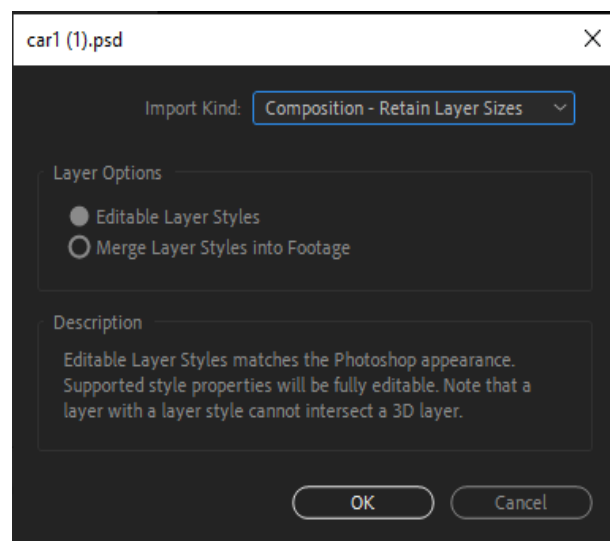 car1 (1).psd
Import Kind: Composition - Retain Layer Sizes
Layer Options
Editable Layer Styles
Merge Layer Styles into Footage
Description
Editable Layer Styles matches the Photoshop appearance.
Supported style properties will be fully editable. Note that a
layer with a layer style cannot intersect a 3D layer.
OK Cancel